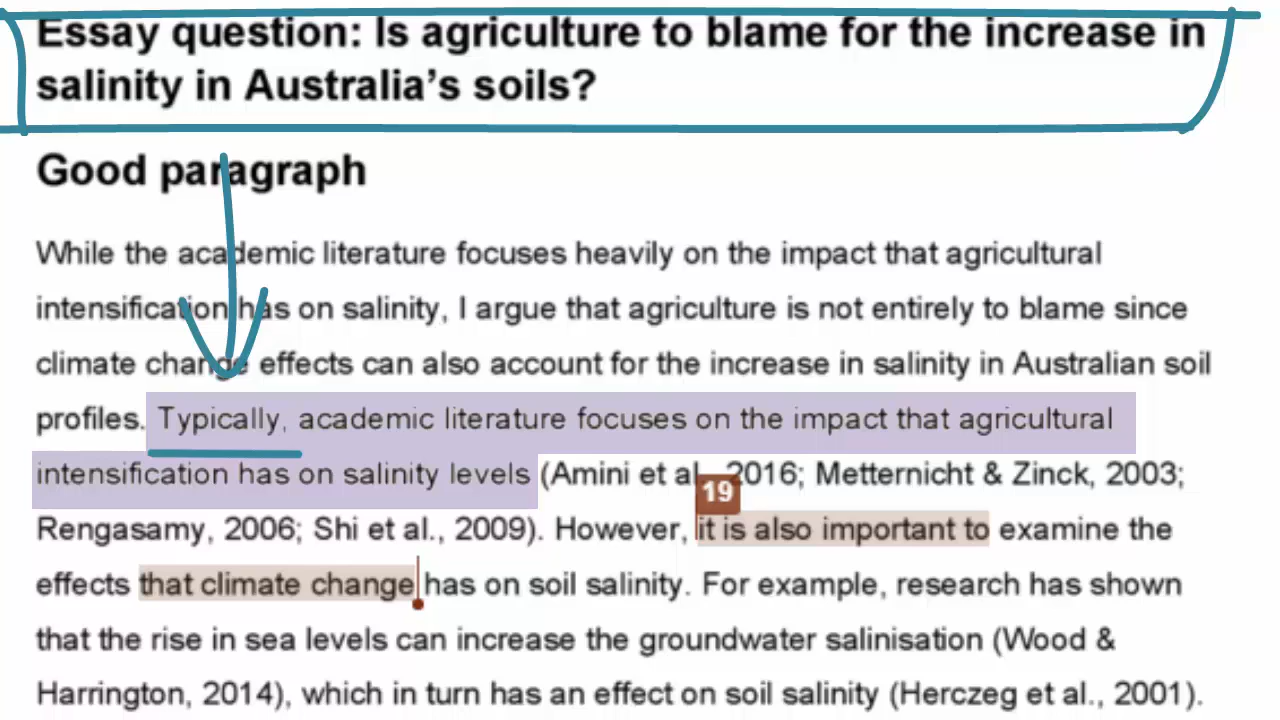 Essay question: Is agriculture to blame for the increase in
salinity in Australia's soils?
Good paragraph
While the academic literature focuses heavily on the impact that agricultural
intensification has on salinity, I argue that agriculture is not entirely to blame since
climate change effects can also account for the increase in salinity in Australian soil
profiles. Typically, academic literature focuses on the impact that agricultural
intensification has on salinity levels (Amini et al., 2016; Metternicht & Zinck, 2003;
19
Rengasamy, 2006; Shi et al., 2009). However, it is also important to examine the
effects that climate change has on soil salinity. For example, research has shown
that the rise in sea levels can increase the groundwater salinisation (Wood &
Harrington, 2014), which in turn has an effect on soil salinity (Herczeg et al., 2001).